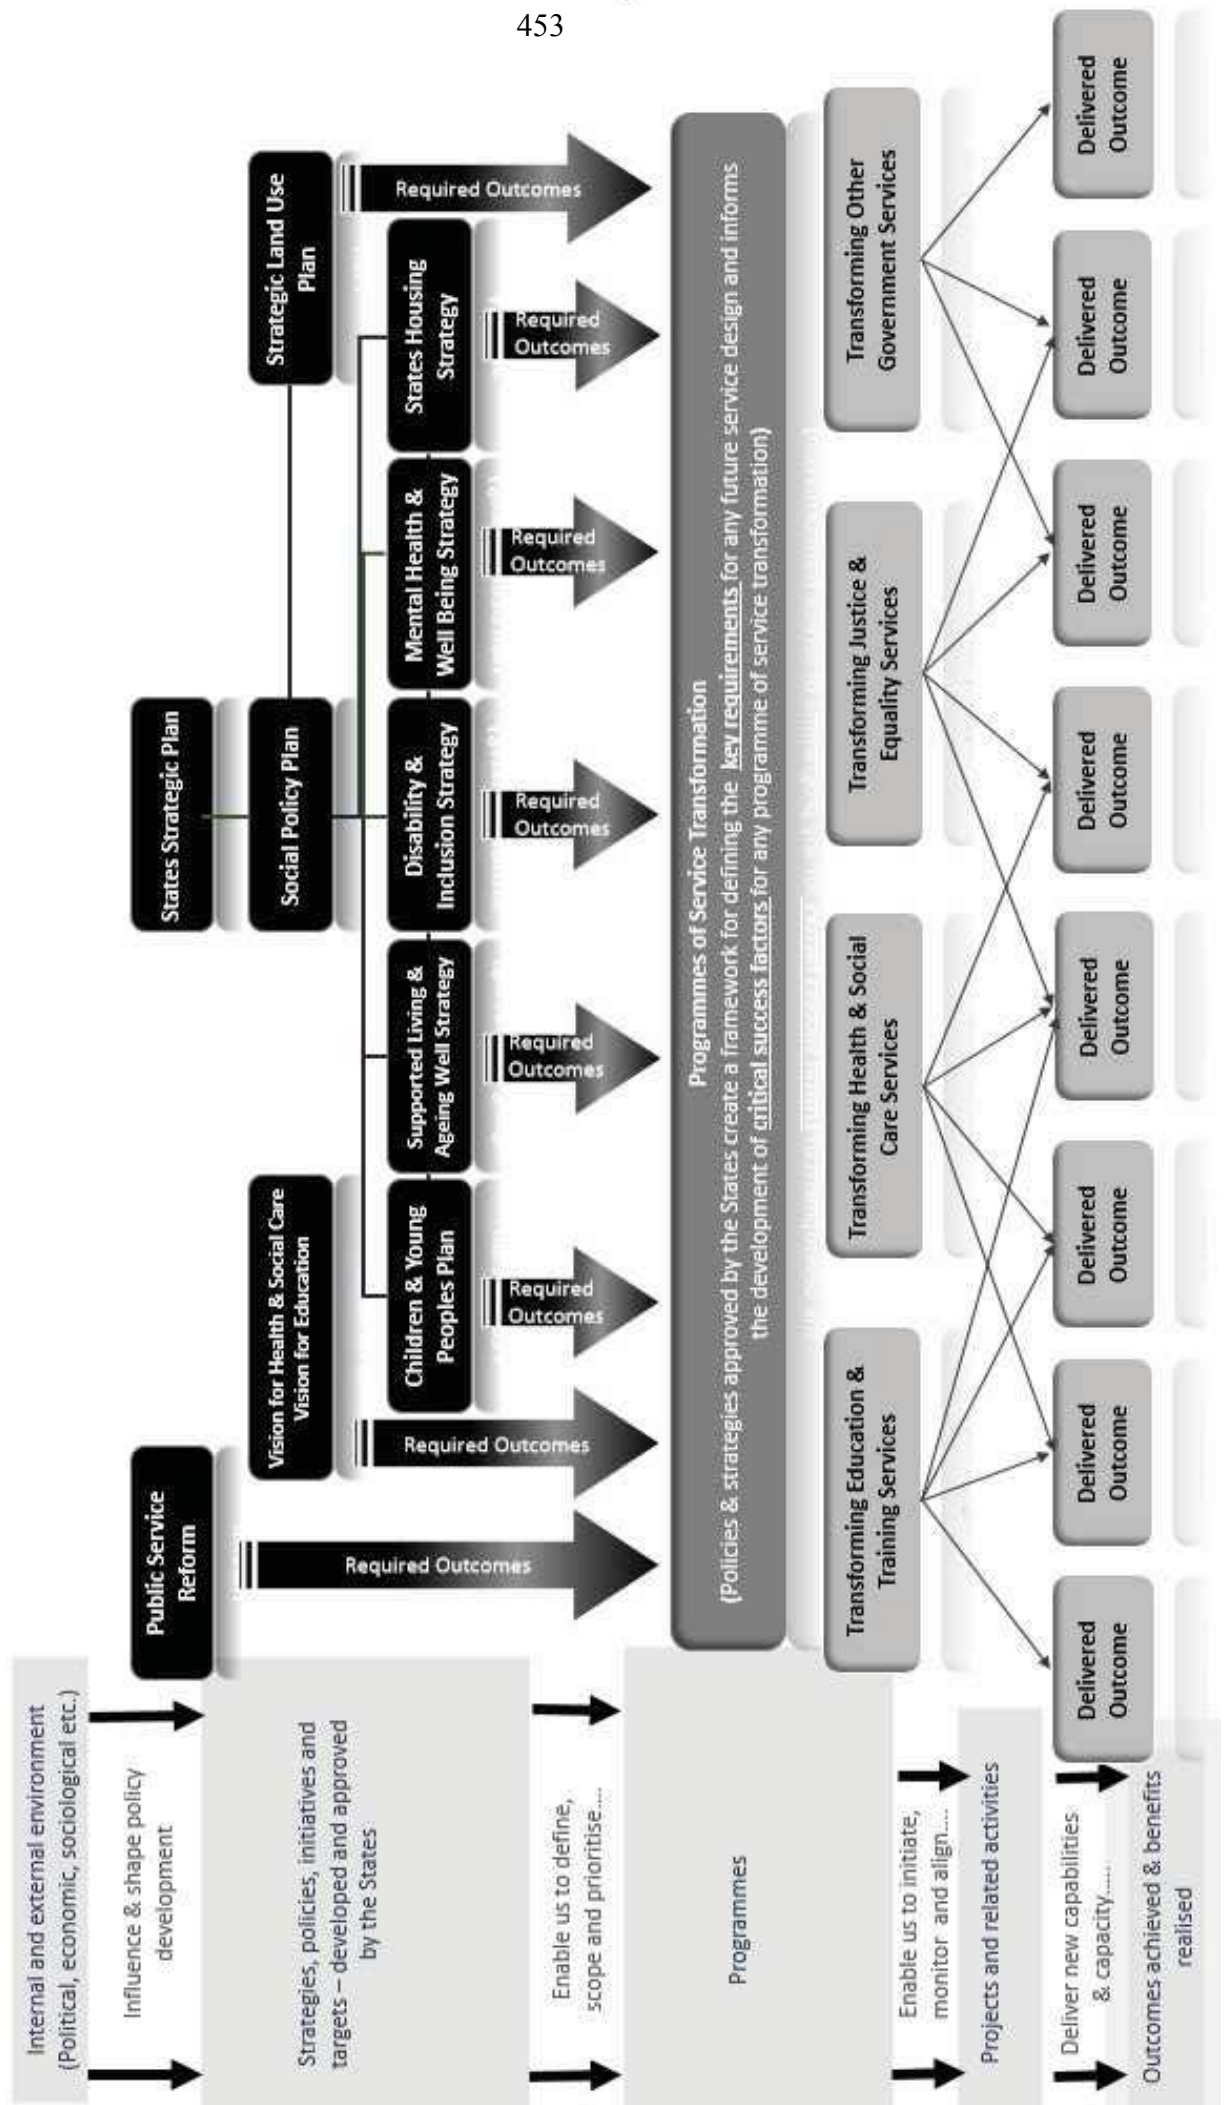 453
Internal and external environment
(Political, economic, sociological etc.)
Influence & shape policy
development
Strategies, policies, initiatives and
targets – developed and approved
by the States
Enable us to define,
scope and prioritise....
Programmes
Enable us to initiate,
monitor and align....
Projects and related activities
Deliver new capabilities
& capacity.....
Outcomes achieved & benefits
realised
Public Service
Reform
States Strategic Plan
Vision for Health & Social Care
Vision for Education
Social Policy Plan
Strategic Land Use
Plan
Children & Young
Peoples Plan
Supported Living &
Ageing Well Strategy
Disability &
Inclusion Strategy
Mental Health &
Well Being Strategy
States Housing
Strategy
Required Outcomes
Required Outcomes
Required
Outcomes
Required
Outcomes
Required
Outcomes
Required
Outcomes
Required
Outcomes
Required Outcomes
Programmes of Service Transformation
(Policies & strategies approved by the States create a framework for defining the key requirements for any future service design and informs
the development of critical success factors for any programme of service transformation)
Transforming Education &
Training Services
Transforming Health & Social
Care Services
Transforming Justice &
Equality Services
Transforming Other
Government Services
Delivered
Outcome
Delivered
Outcome
Delivered
Outcome
Delivered
Outcome
Delivered
Outcome
Delivered
Outcome
Delivered
Outcome
Delivered
Outcome